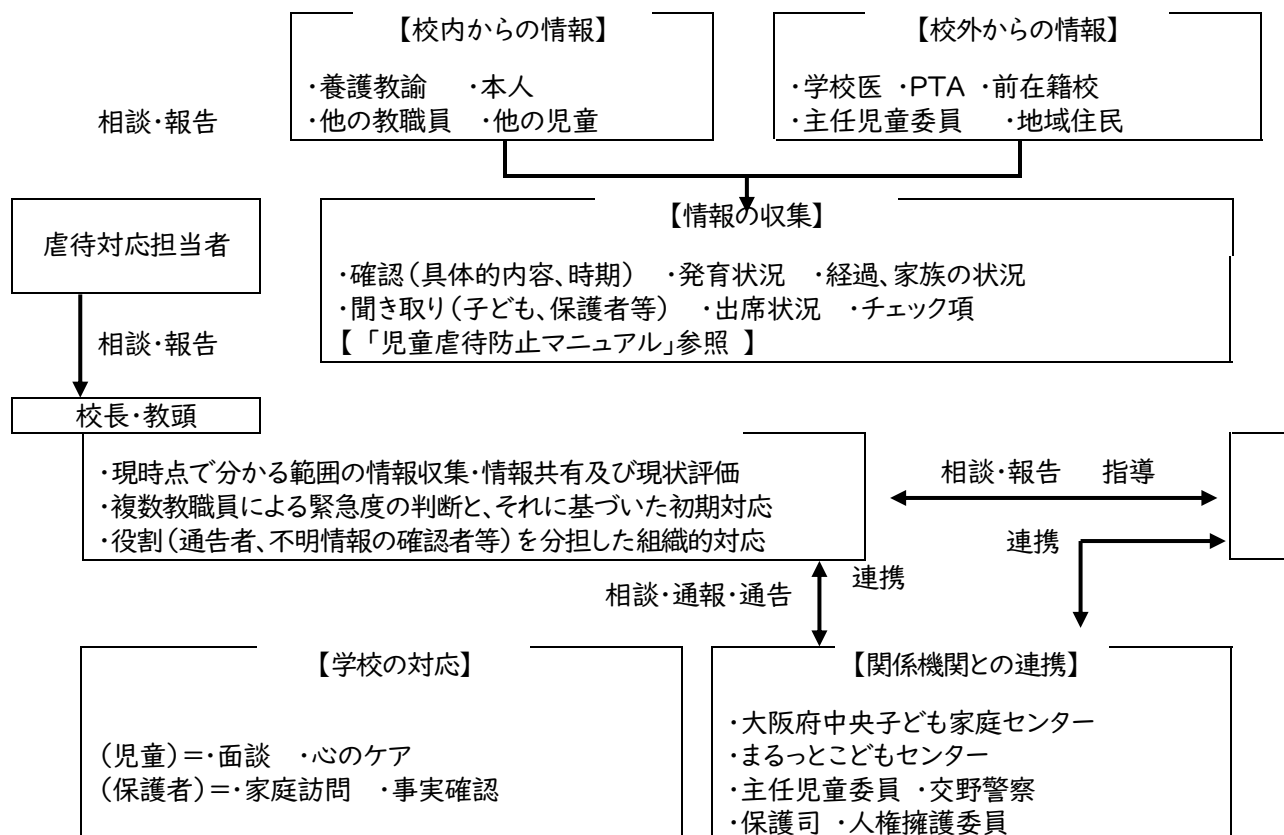 【校内からの情報】
・養護教諭　・本人
・他の教職員　・他の児童
【校外からの情報】
・学校医 ・PTA ・前在籍校
・主任児童委員　・地域住民
相談・報告
虐待対応担当者
【情報の収集】
・確認(具体的内容、時期)　・発育状況　・経過、家族の状況
・聞き取り(子ども、保護者等)　・出席状況　・チェック項
【「児童虐待防止マニュアル」参照 】
相談・報告
校長・教頭
・現時点で分かる範囲の情報収集・情報共有及び現状評価
・複数教職員による緊急度の判断と、それに基づいた初期対応
・役割(通告者、不明情報の確認者等)を分担した組織的対応
相談・報告　指導
連携
連携
相談・通報・通告
【学校の対応】
(児童)=・面談　・心のケア
(保護者)=・家庭訪問　・事実確認
【関係機関との連携】
・大阪府中央子ども家庭センター
・まるっとこどもセンター
・主任児童委員 ・交野警察
・保護司 ・人権擁護委員